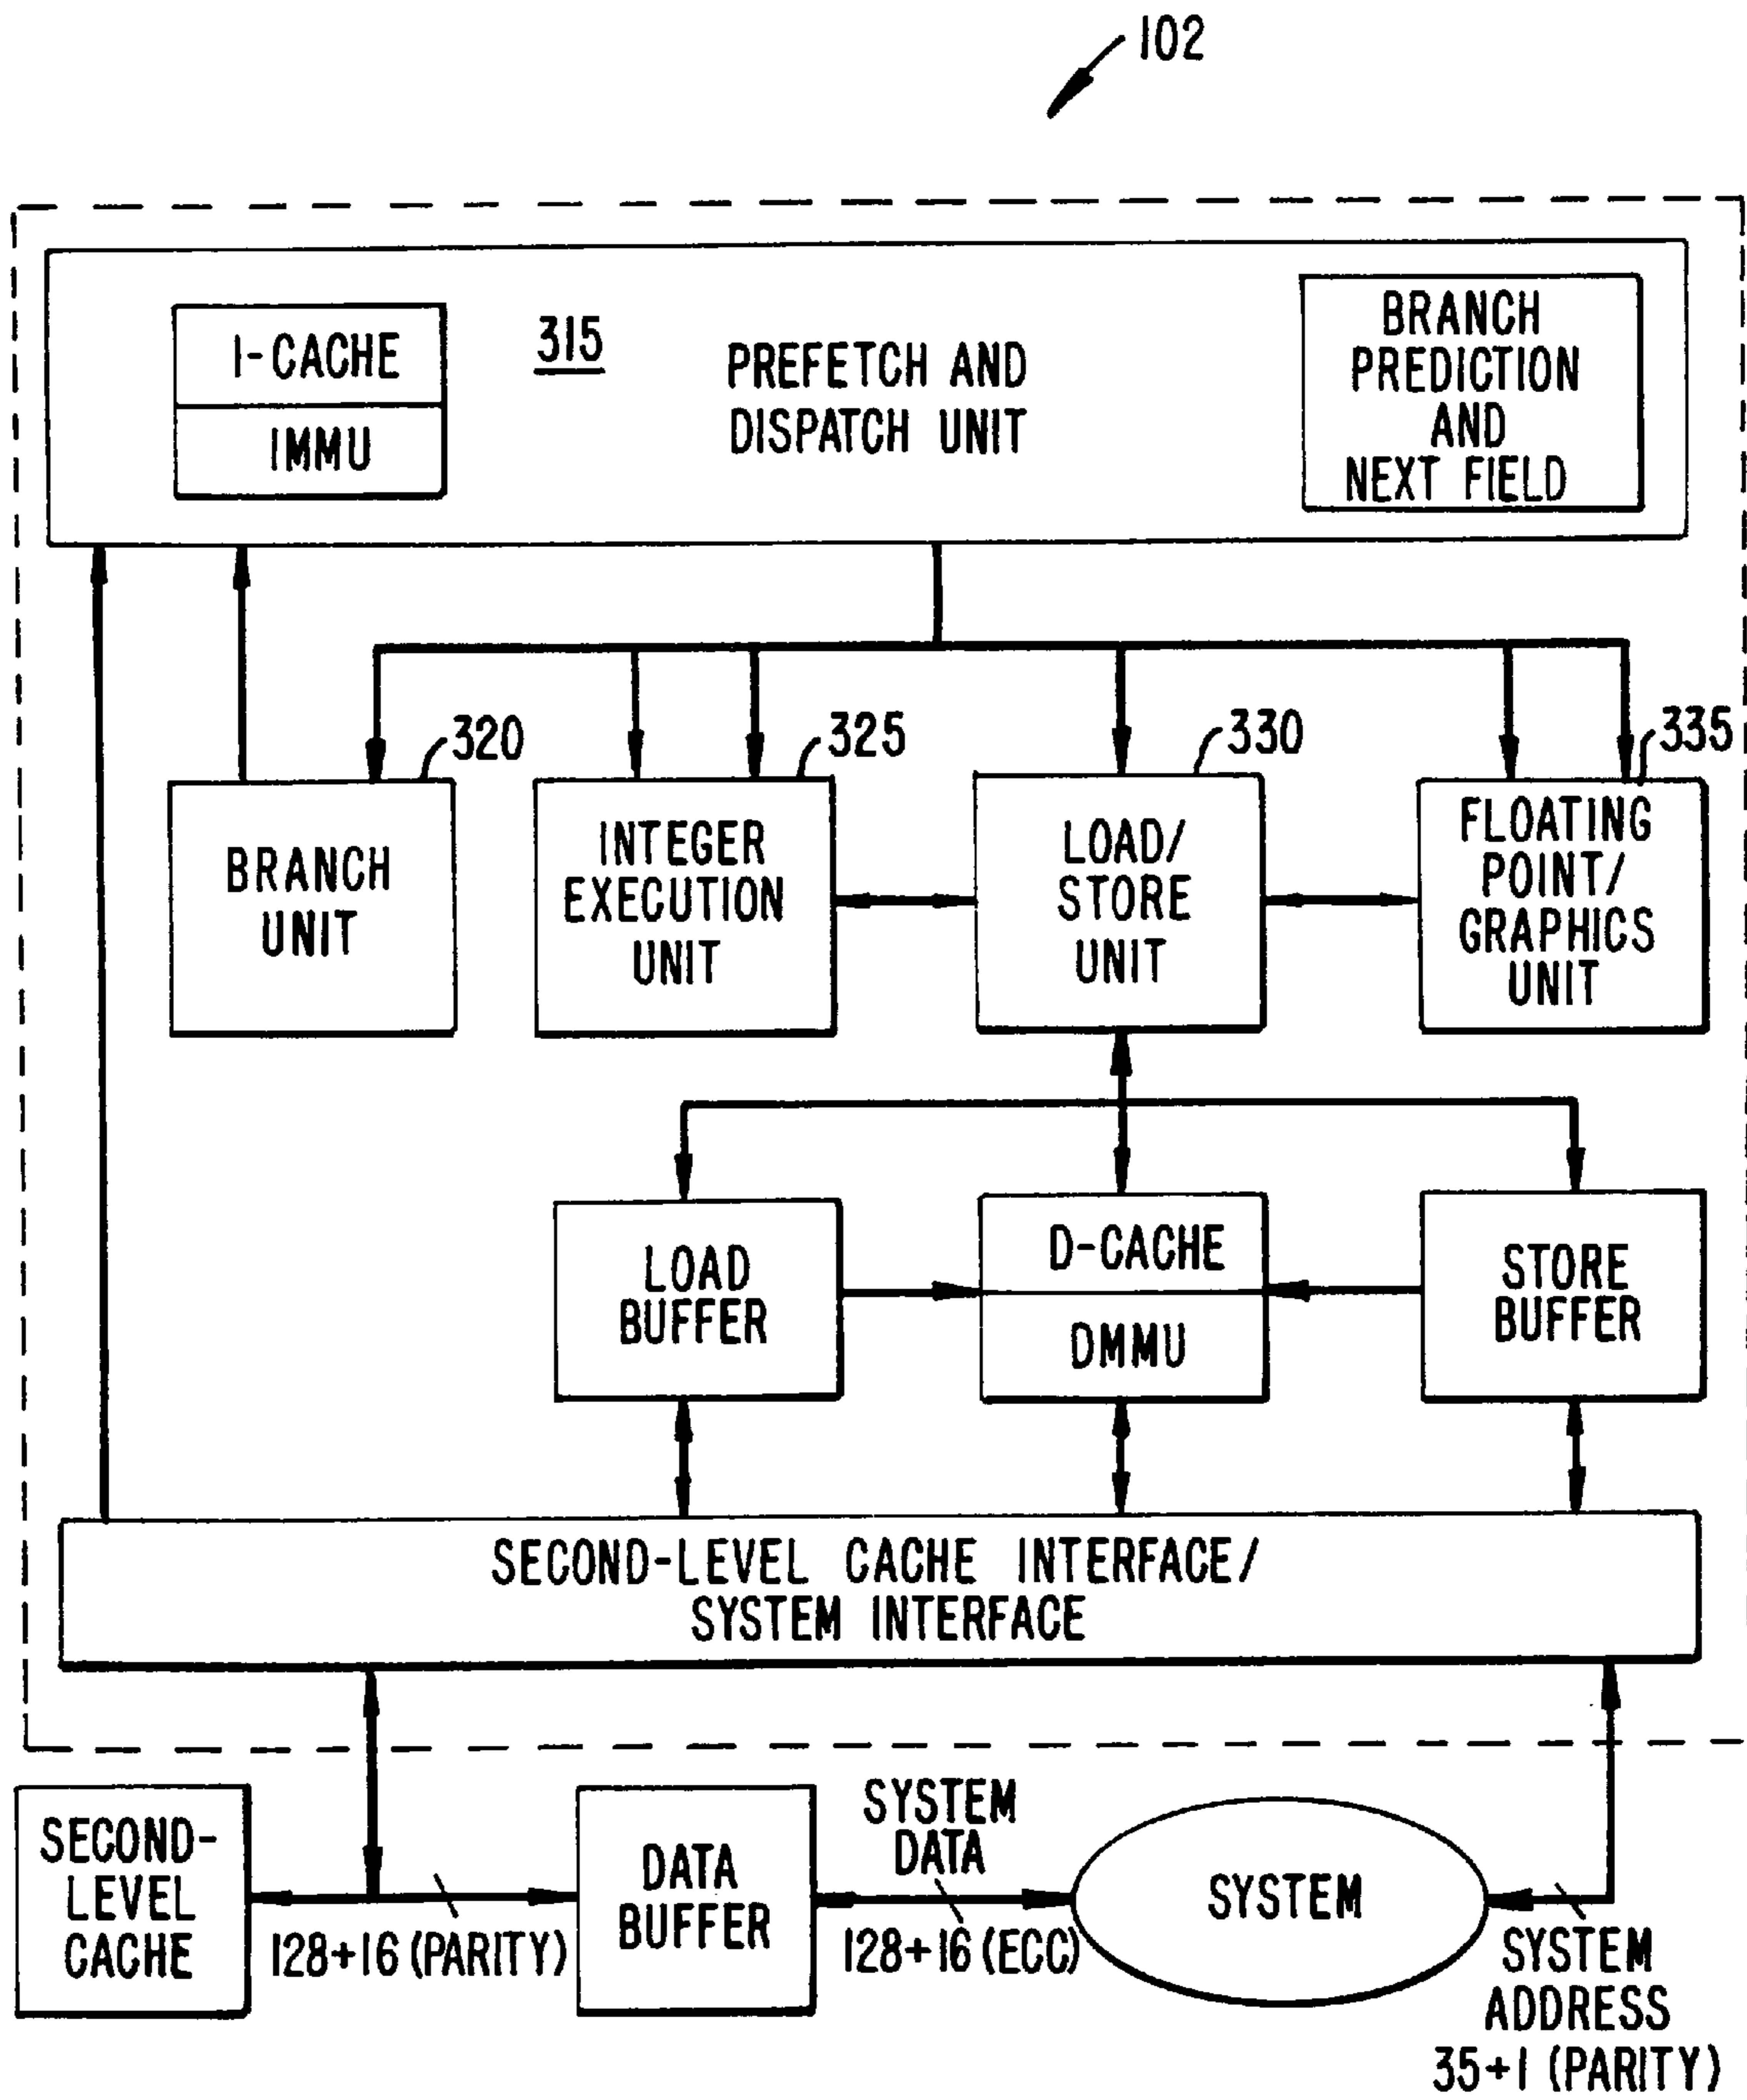 102
I-CACHE
IMMU
315
PREFETCH AND
DISPATCH UNIT
BRANCH
PREDICTION
AND
NEXT FIELD
320
325
330
335
BRANCH
UNIT
INTEGER
EXECUTION
UNIT
LOAD/
STORE
UNIT
FLOATING
POINT/
GRAPHICS
UNIT
LOAD
BUFFER
D-CACHE
DMMU
STORE
BUFFER
SECOND-LEVEL CACHE INTERFACE/
SYSTEM INTERFACE
SECOND-
LEVEL
CACHE
128+16 (PARITY)
DATA
BUFFER
SYSTEM
DATA
128+16 (ECC)
SYSTEM
SYSTEM
ADDRESS
35+1 (PARITY)